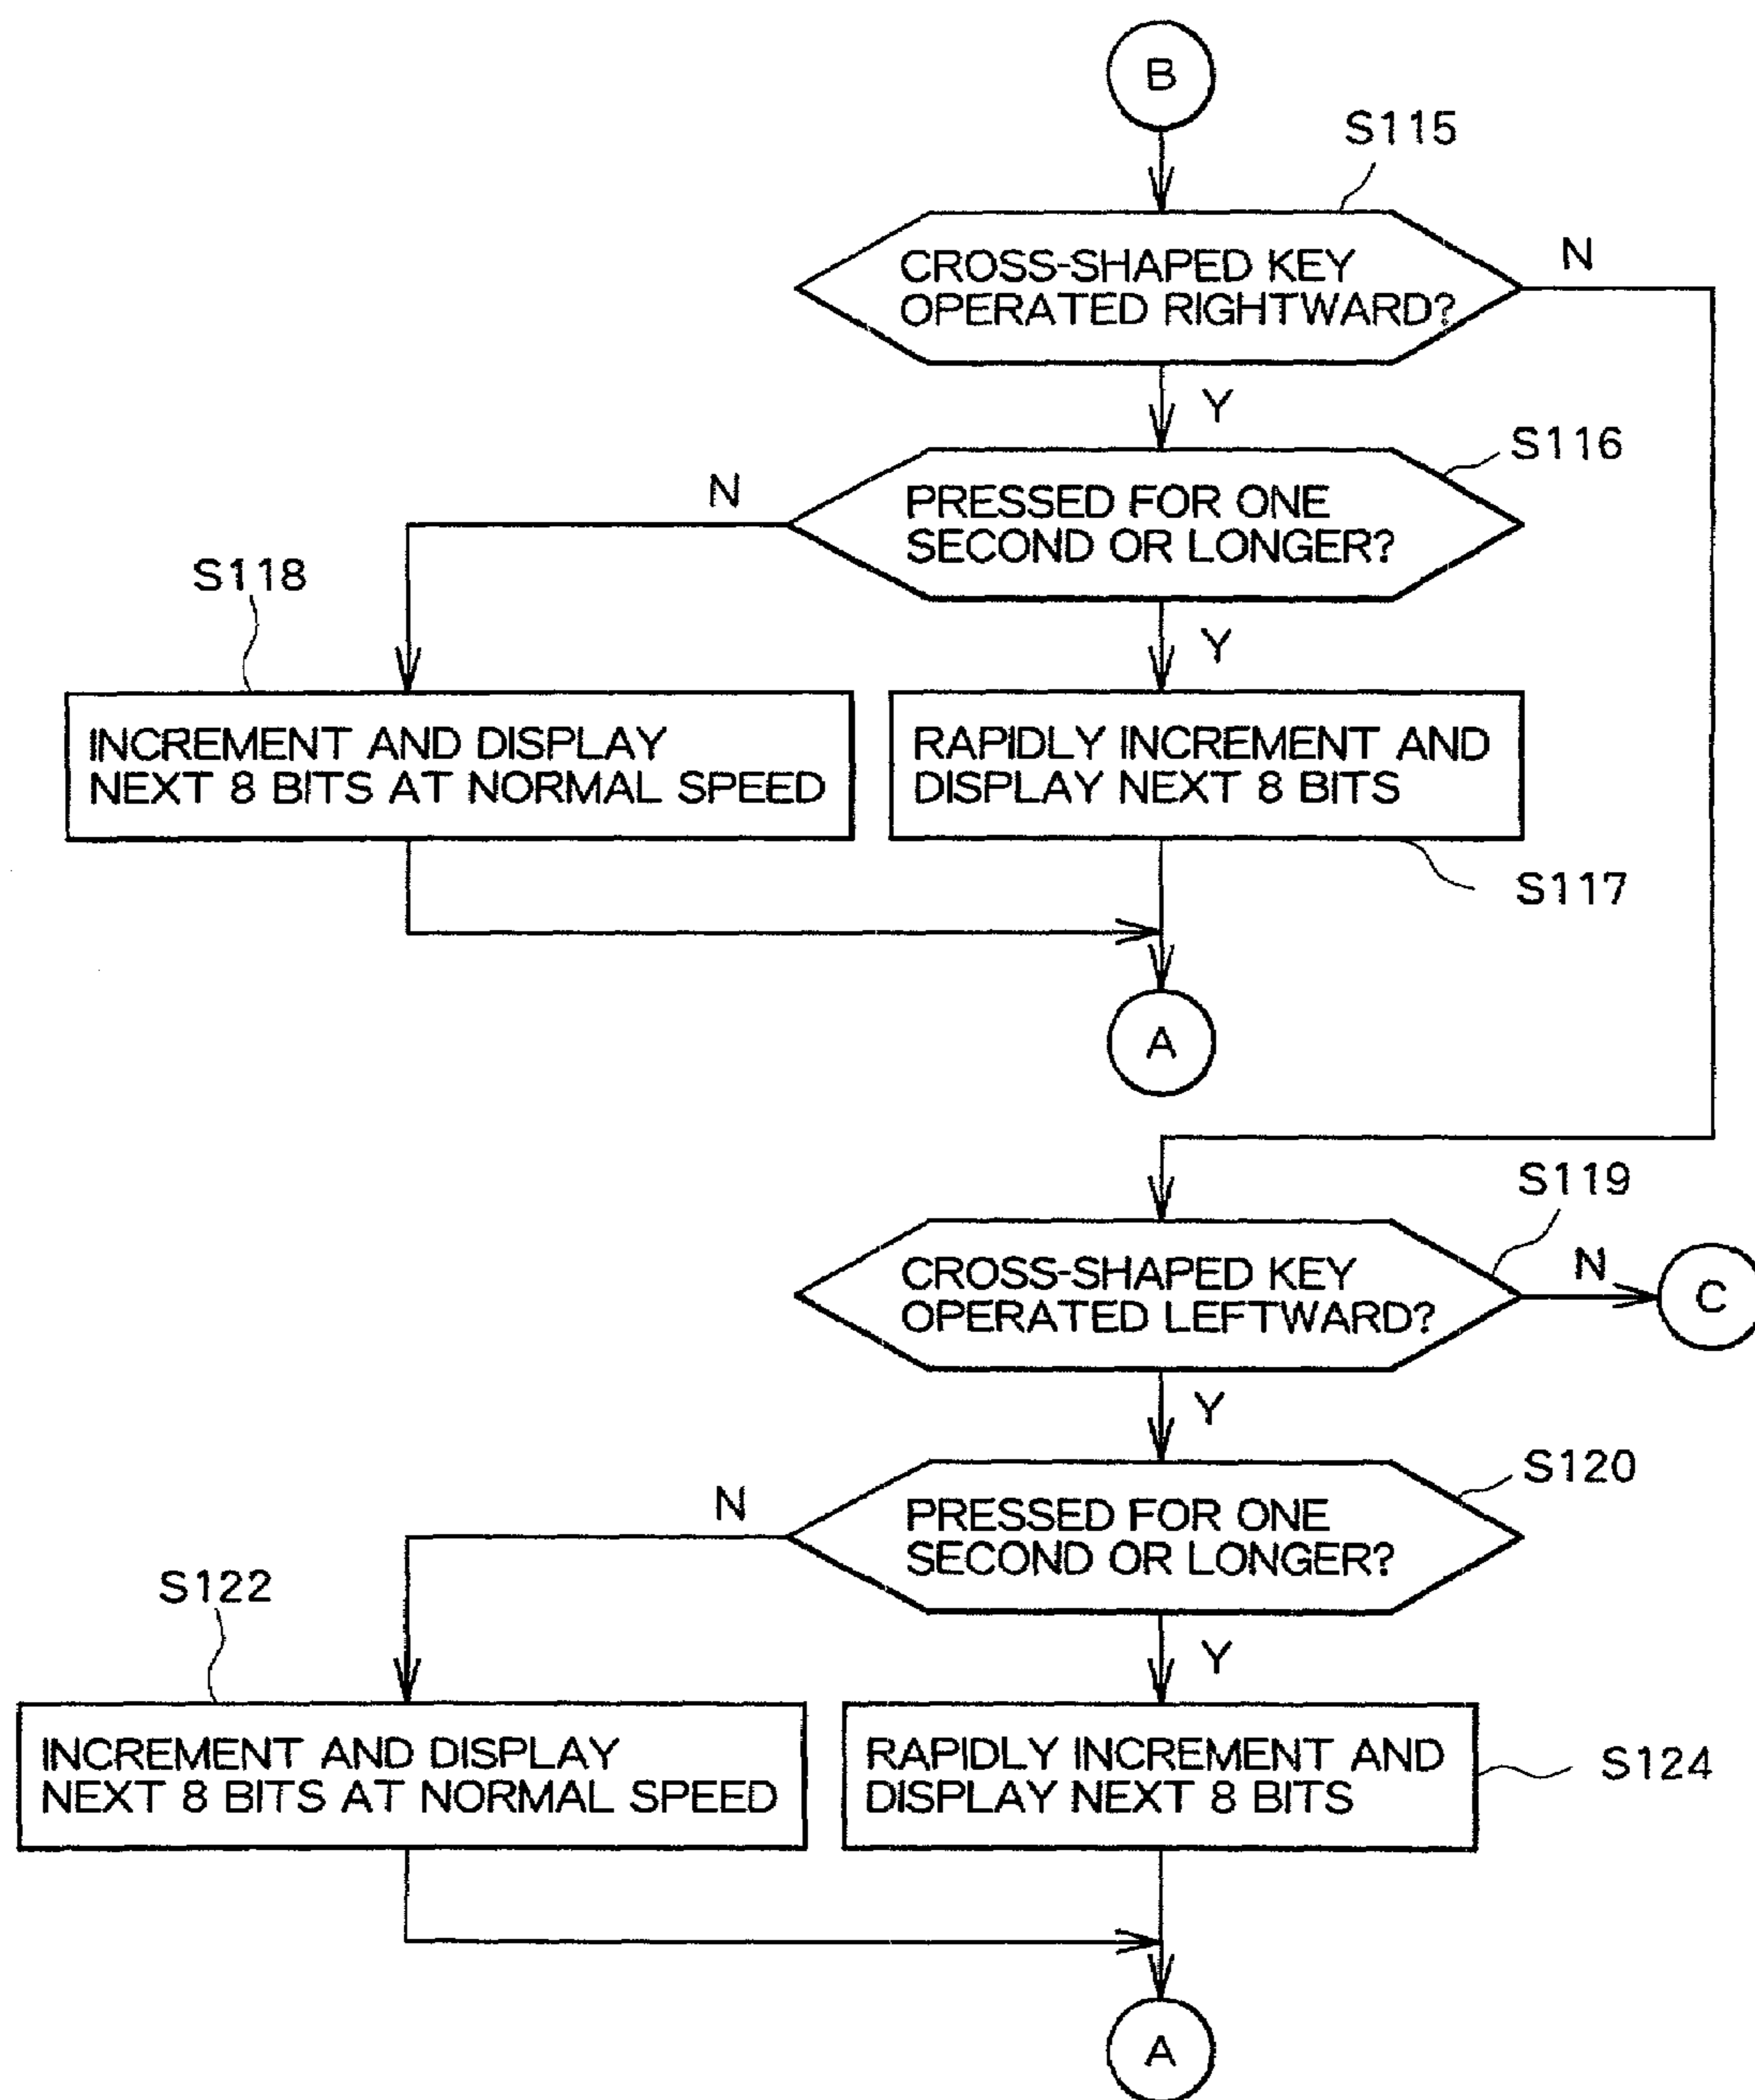 B
S115
CROSS-SHAPED KEY
OPERATED RIGHTWARD?
N
Y
S116
PRESSED FOR ONE
SECOND OR LONGER?
N
Y
S118
INCREMENT AND DISPLAY
NEXT 8 BITS AT NORMAL SPEED
RAPIDLY INCREMENT AND
DISPLAY NEXT 8 BITS
S117
A
S119
CROSS-SHAPED KEY
OPERATED LEFTWARD?
N
C
Y
S120
PRESSED FOR ONE
SECOND OR LONGER?
N
Y
S122
INCREMENT AND DISPLAY
NEXT 8 BITS AT NORMAL SPEED
RAPIDLY INCREMENT AND
DISPLAY NEXT 8 BITS
S124
A